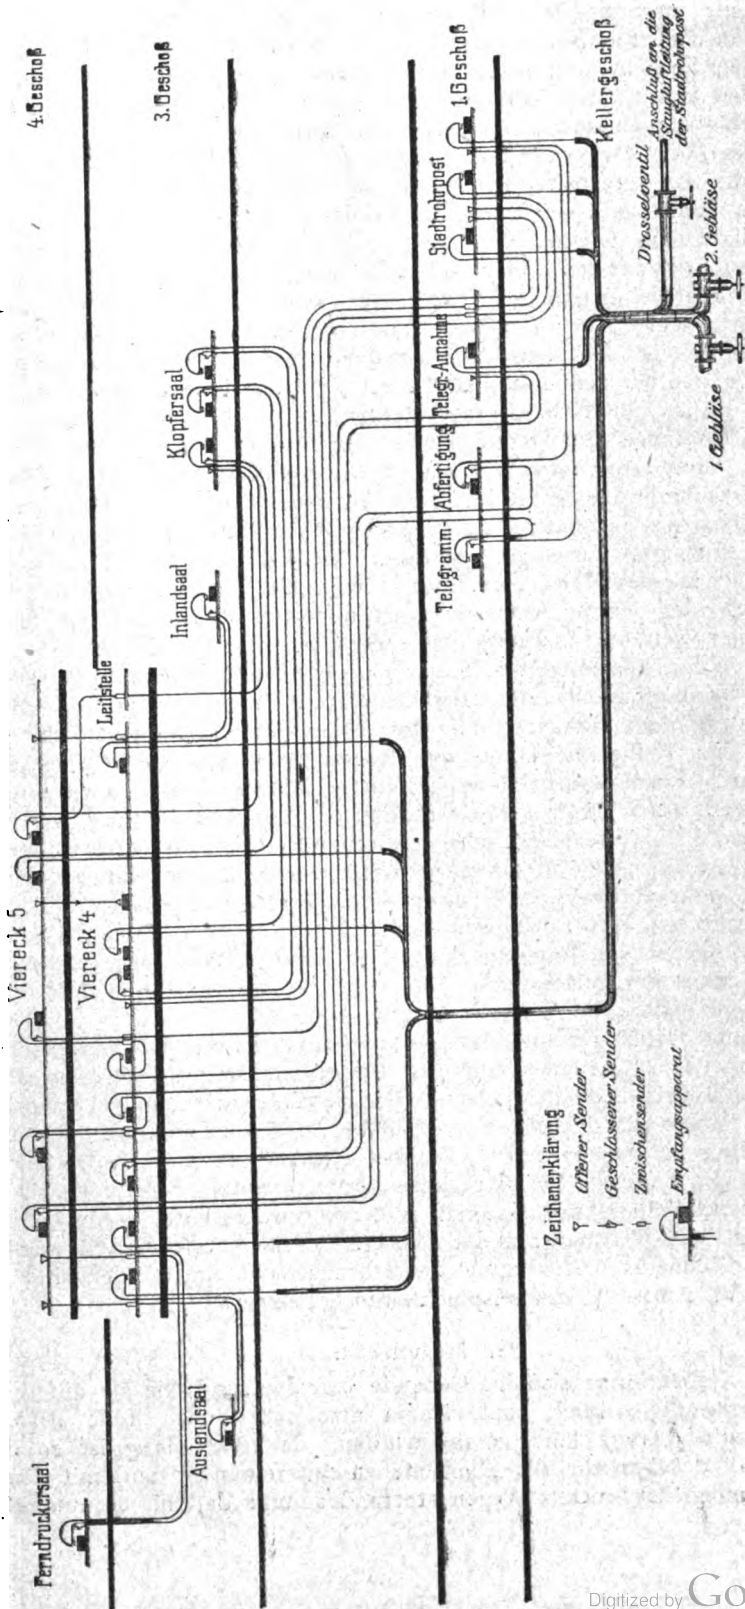 4. Geschoß
3. Geschoß
1. Geschoß
Kellergeschoß
Ferndruckersaal
Auslandsaal
Viereck 5
Viereck 4
Leitstelle
Inlandsaal
Klopfersaal
Telegramm-Abfertigung
Telegr.-Annahme
Stadtrohrpost
Drosselventil
Anschluß an die
Saugluftleitung
der Stadtrohrpost
1. Gebläse
2. Gebläse
Zeichenerklärung
Offener Sender
Geschlossener Sender
Zwischensender
Empfangsapparat
Digitized by Go